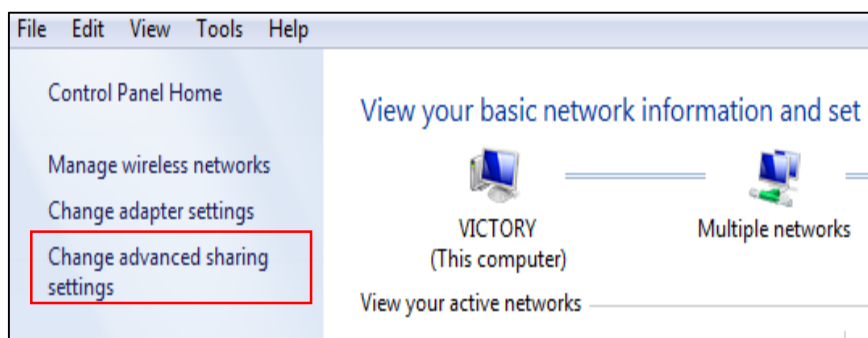 File Edit View Tools Help
Control Panel Home
View your basic network information and set
Manage wireless networks
Change adapter settings
Change advanced sharing
settings
VICTORY
(This computer)
Multiple networks
View your active networks